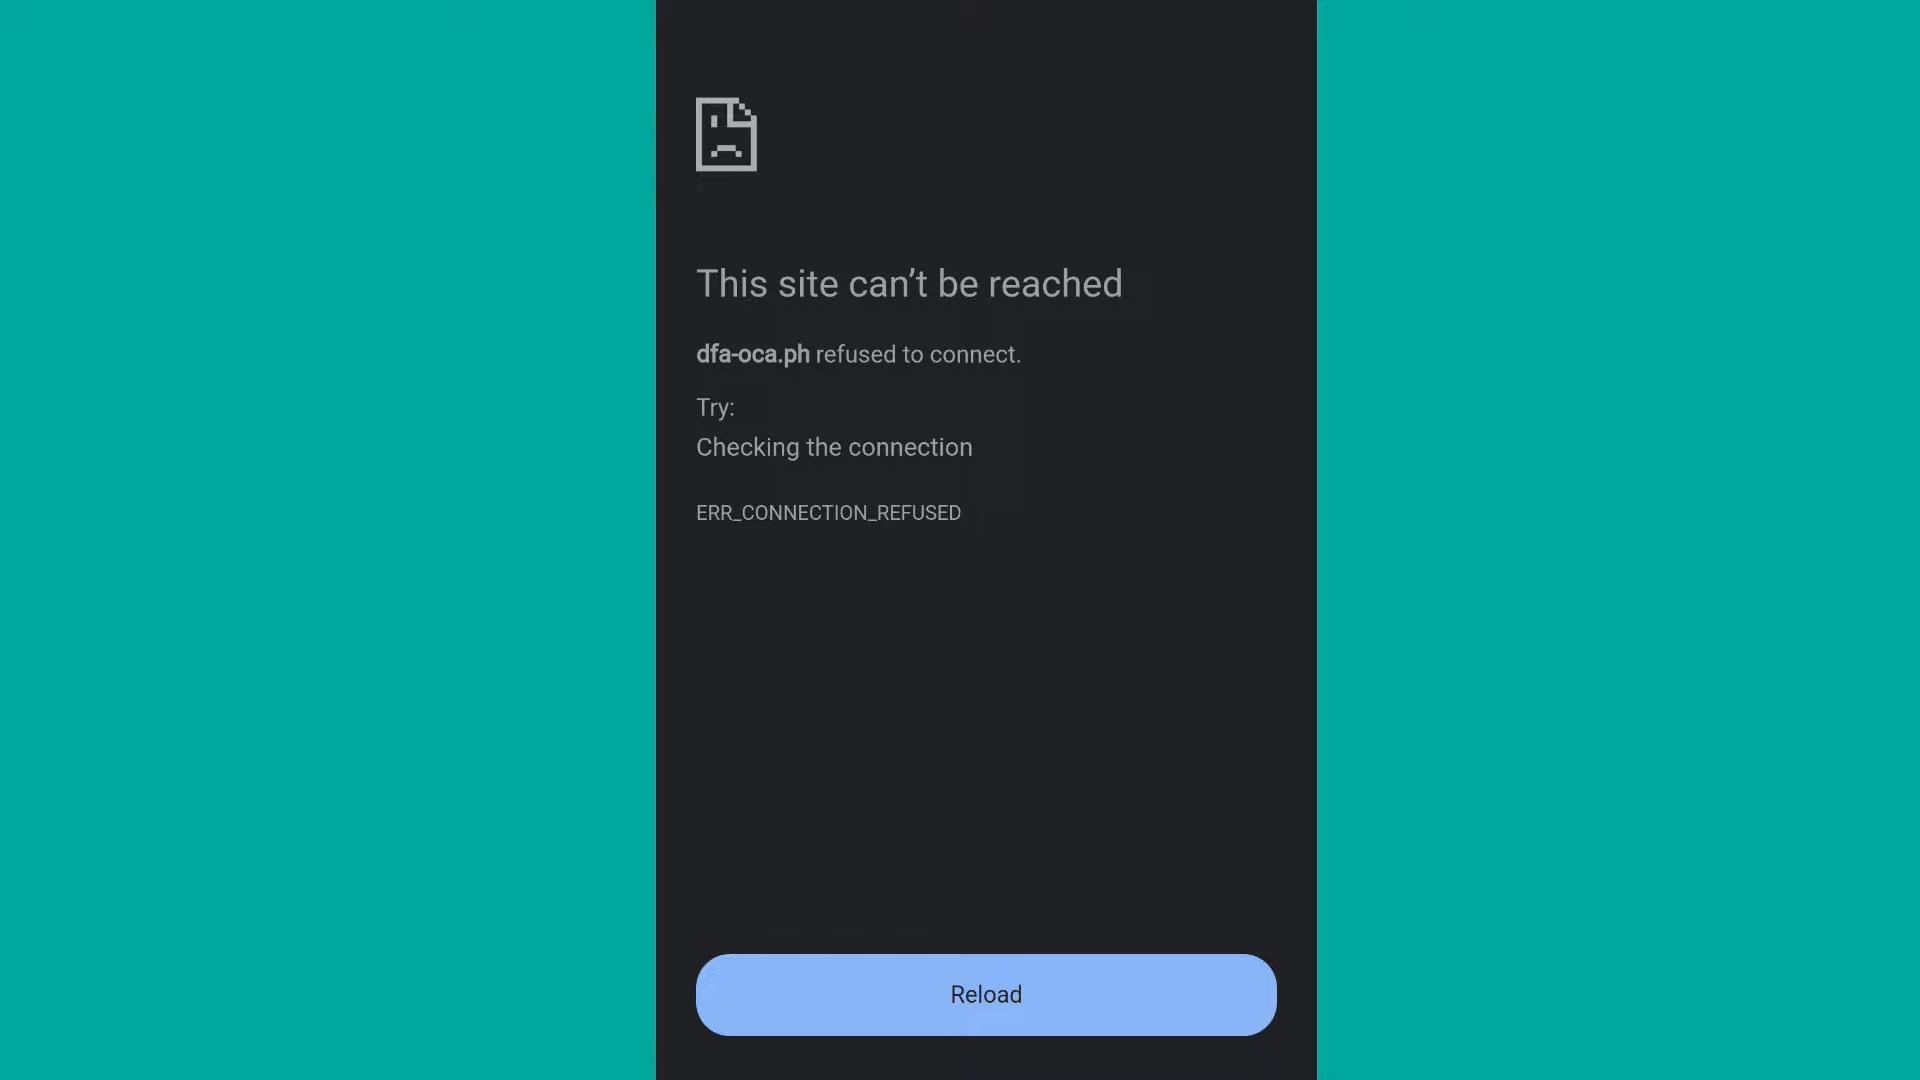 This site can’t be reached
dfa-oca.ph refused to connect.
Try:
Checking the connection
ERR_CONNECTION_REFUSED
Reload